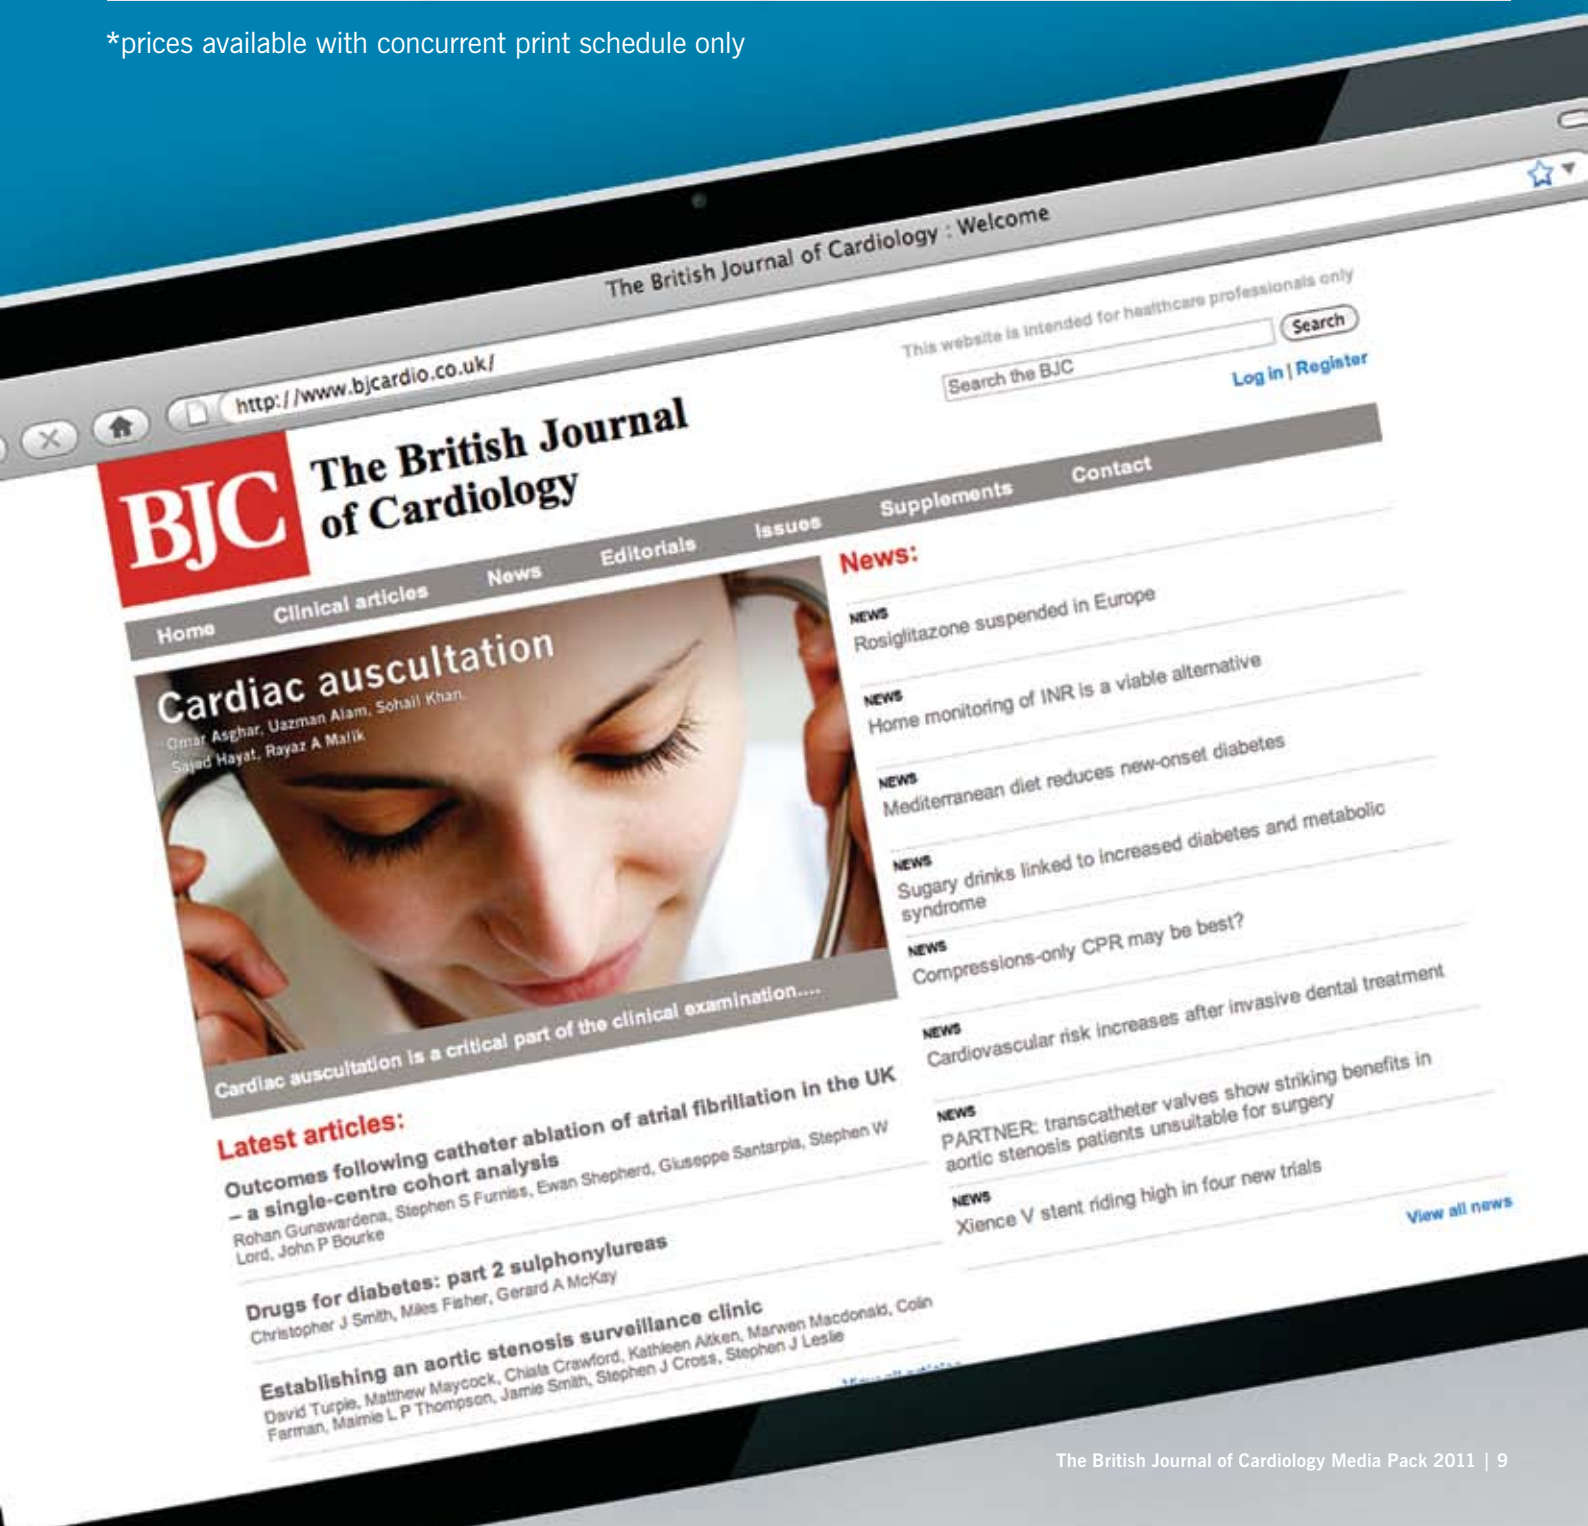 *prices available with concurrent print schedule only
The British Journal of Cardiology : Welcome
http://www.bjcardio.co.uk/
This website is intended for healthcare professionals only
Search the BJC
Search
Log in | Register
BJC
The British Journal
of Cardiology
Home
Clinical articles
News
Editorials
Issues
Supplements
Contact
Cardiac auscultation
Omar Asghar, Uazman Alam, Sohail Khan,
Sajad Hayat, Rayaz A Malik
Cardiac auscultation is a critical part of the clinical examination....
Latest articles:
Outcomes following catheter ablation of atrial fibrillation in the UK
– a single-centre cohort analysis
Rohan Gunawardena, Stephen S Furniss, Ewan Shepherd, Giuseppe Santarpia, Stephen W
Lord, John P Bourke
Drugs for diabetes: part 2 sulphonylureas
Christopher J Smith, Miles Fisher, Gerard A McKay
Establishing an aortic stenosis surveillance clinic
David Turpie, Matthew Maycock, Chiala Crawford, Kathleen Aitken, Marwen Macdonald, Colin
Farman, Maimie L P Thompson, Jamie Smith, Stephen J Cross, Stephen J Leslie
News:
NEWS
Rosiglitazone suspended in Europe
NEWS
Home monitoring of INR is a viable alternative
NEWS
Mediterranean diet reduces new-onset diabetes
NEWS
Sugary drinks linked to increased diabetes and metabolic
syndrome
NEWS
Compressions-only CPR may be best?
NEWS
Cardiovascular risk increases after invasive dental treatment
NEWS
PARTNER: transcatheter valves show striking benefits in
aortic stenosis patients unsuitable for surgery
NEWS
Xience V stent riding high in four new trials
View all news
The British Journal of Cardiology Media Pack 2011 | 9